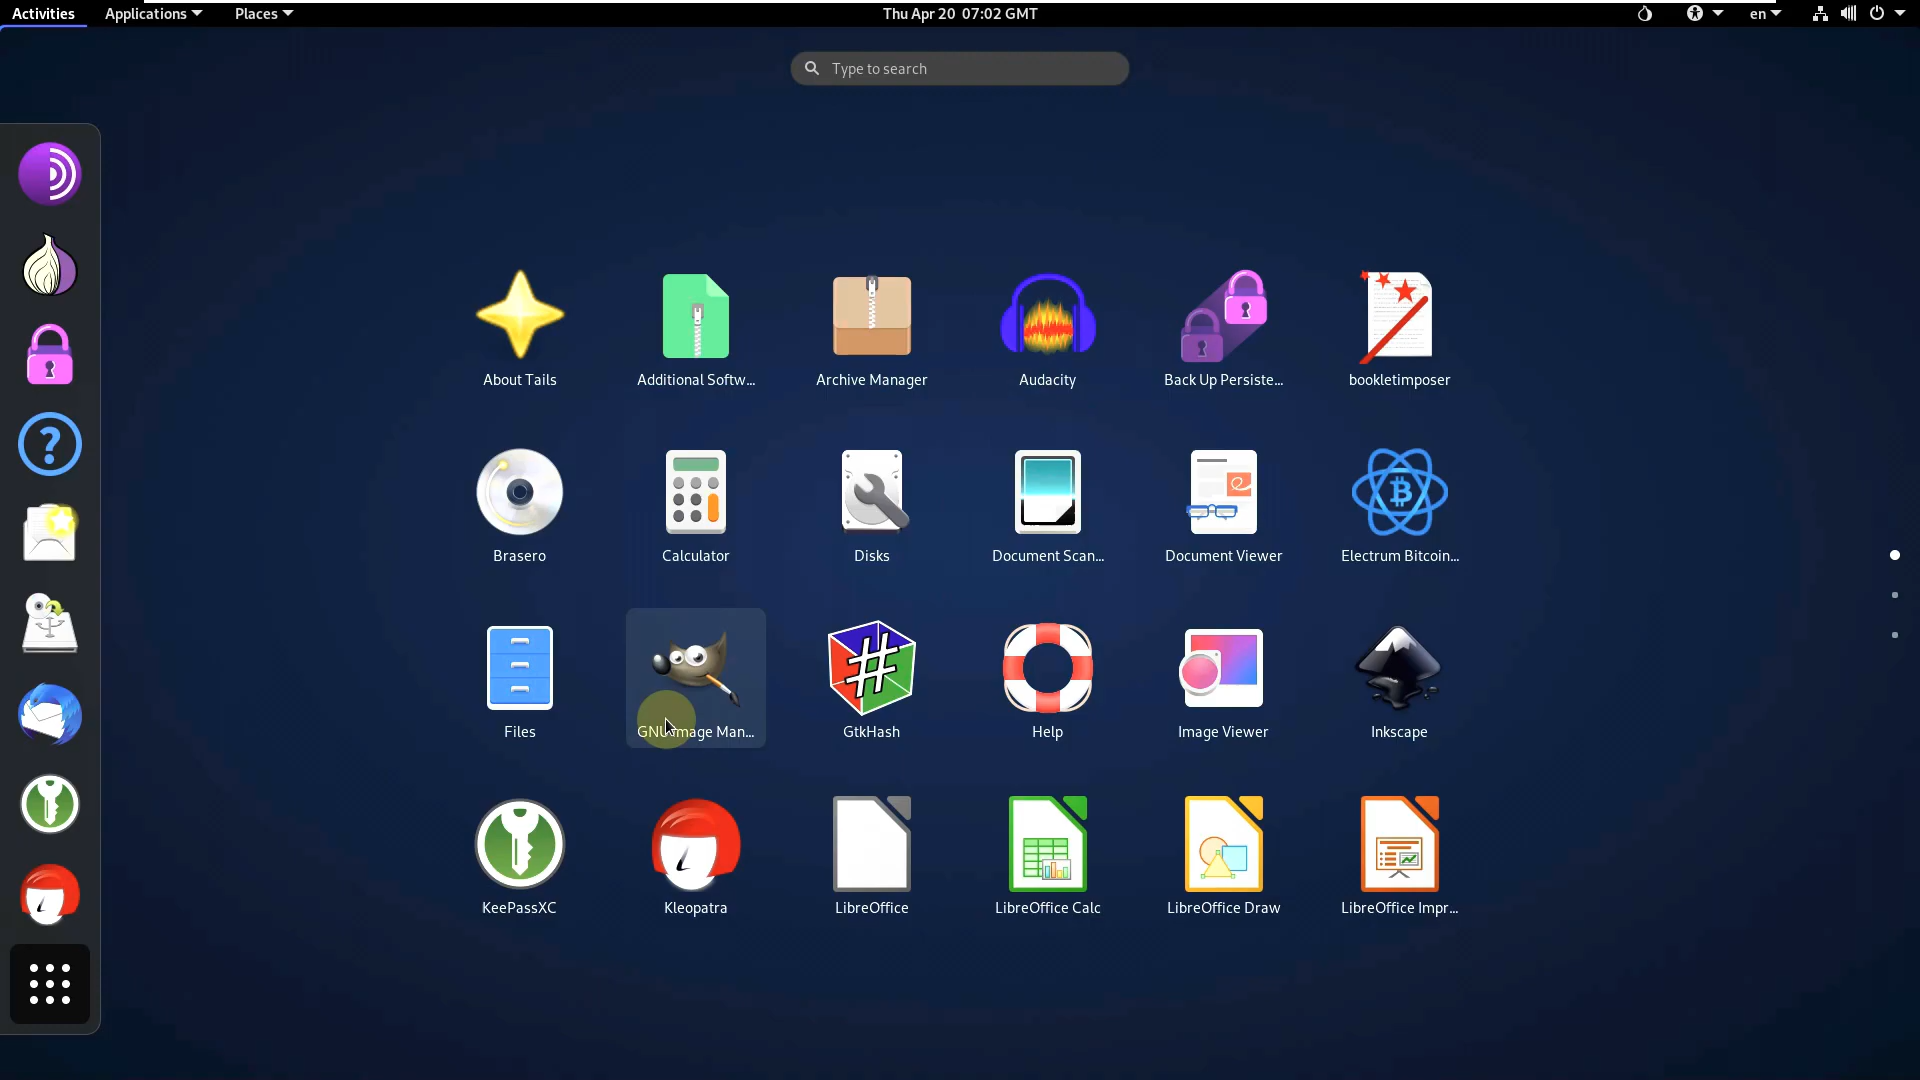 Activities Applications Places Thu Apr 20 07:02 GMT en
Type to search
About Tails Additional Softw... Archive Manager Audacity Back Up Persiste... bookletimposer
Brasero Calculator Disks Document Scan... Document Viewer Electrum Bitcoin...
Files GNU Image Man... GtkHash Help Image Viewer Inkscape
KeePassXC Kleopatra LibreOffice LibreOffice Calc LibreOffice Draw LibreOffice Impr...